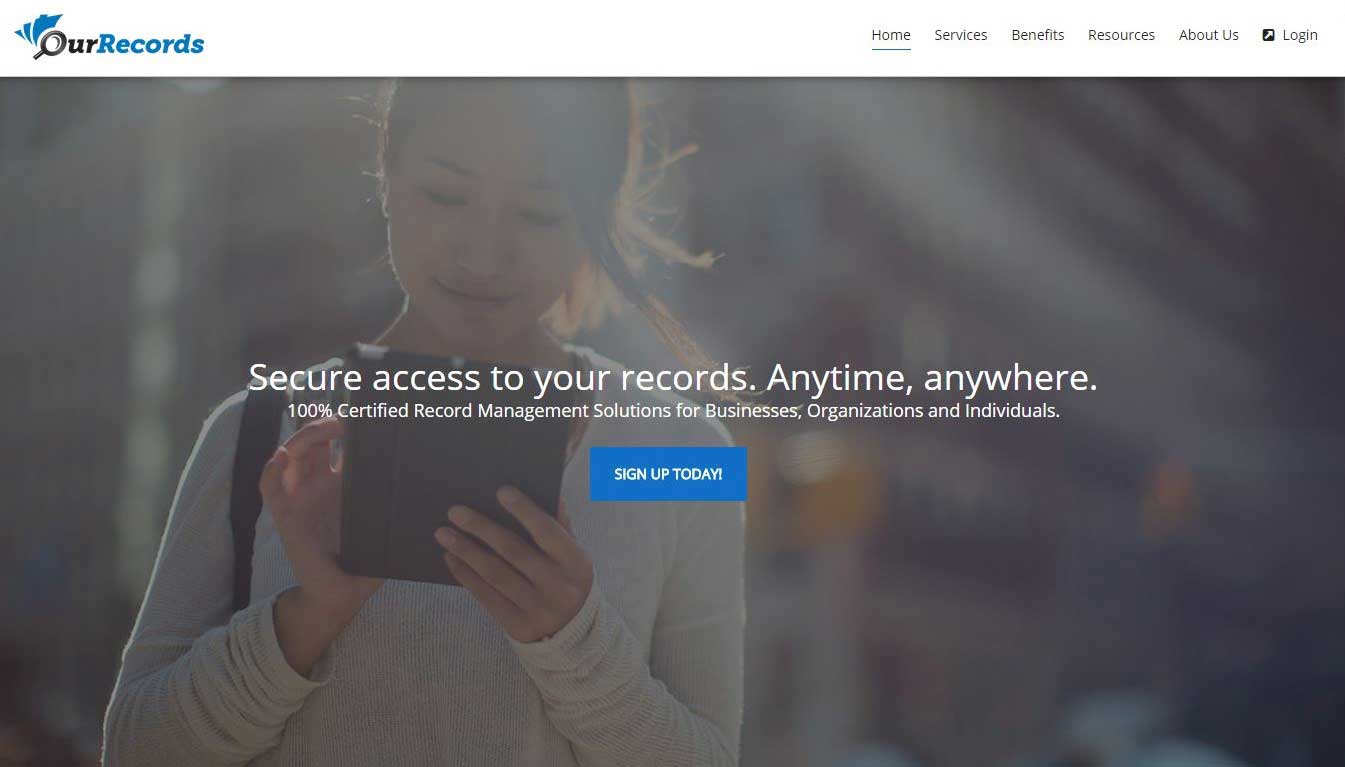 OurRecords
Home Services Benefits Resources About Us Login
Secure access to your records. Anytime, anywhere.
100% Certified Record Management Solutions for Businesses, Organizations and Individuals.
SIGN UP TODAY!